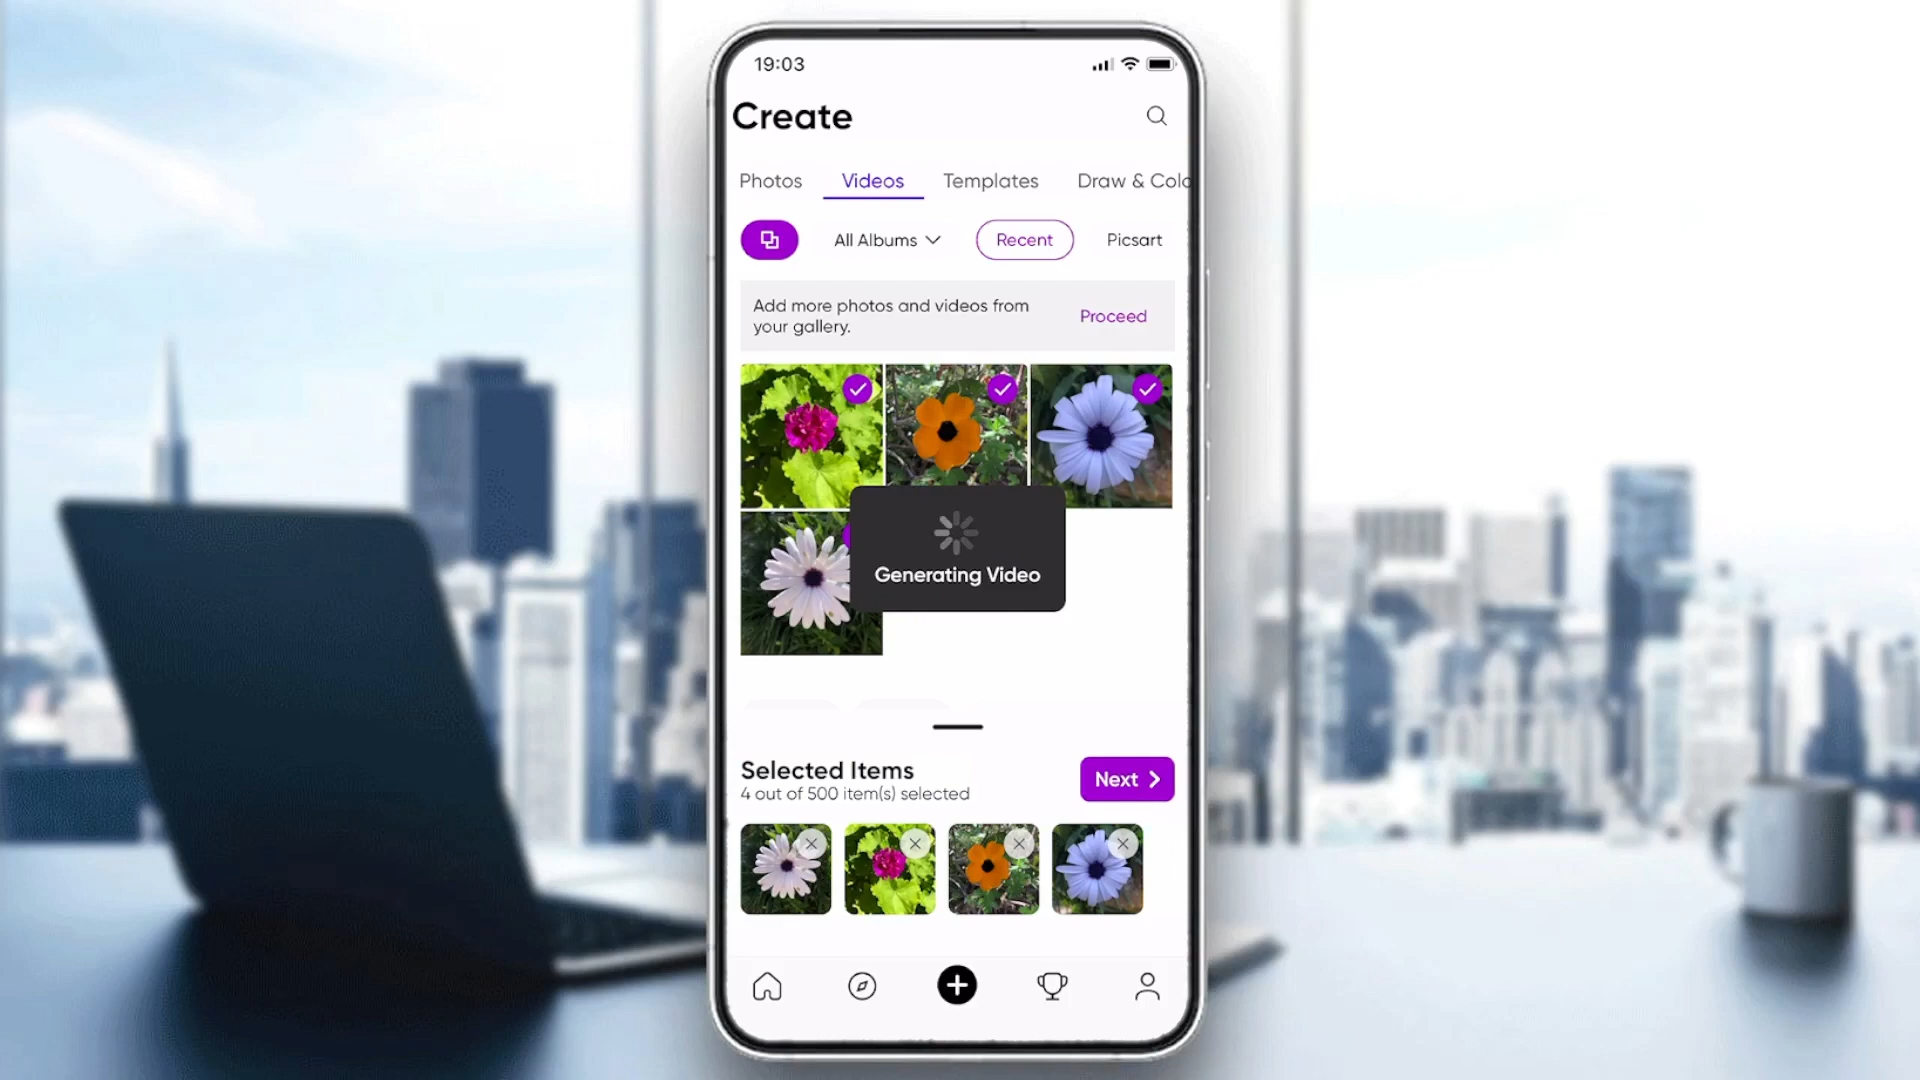 19:03
Create
Photos
Videos
Templates
Draw & Colo
All Albums
Recent
Picsart
Add more photos and videos from
your gallery.
Proceed
Generating Video
Selected Items
4 out of 500 item(s) selected
Next